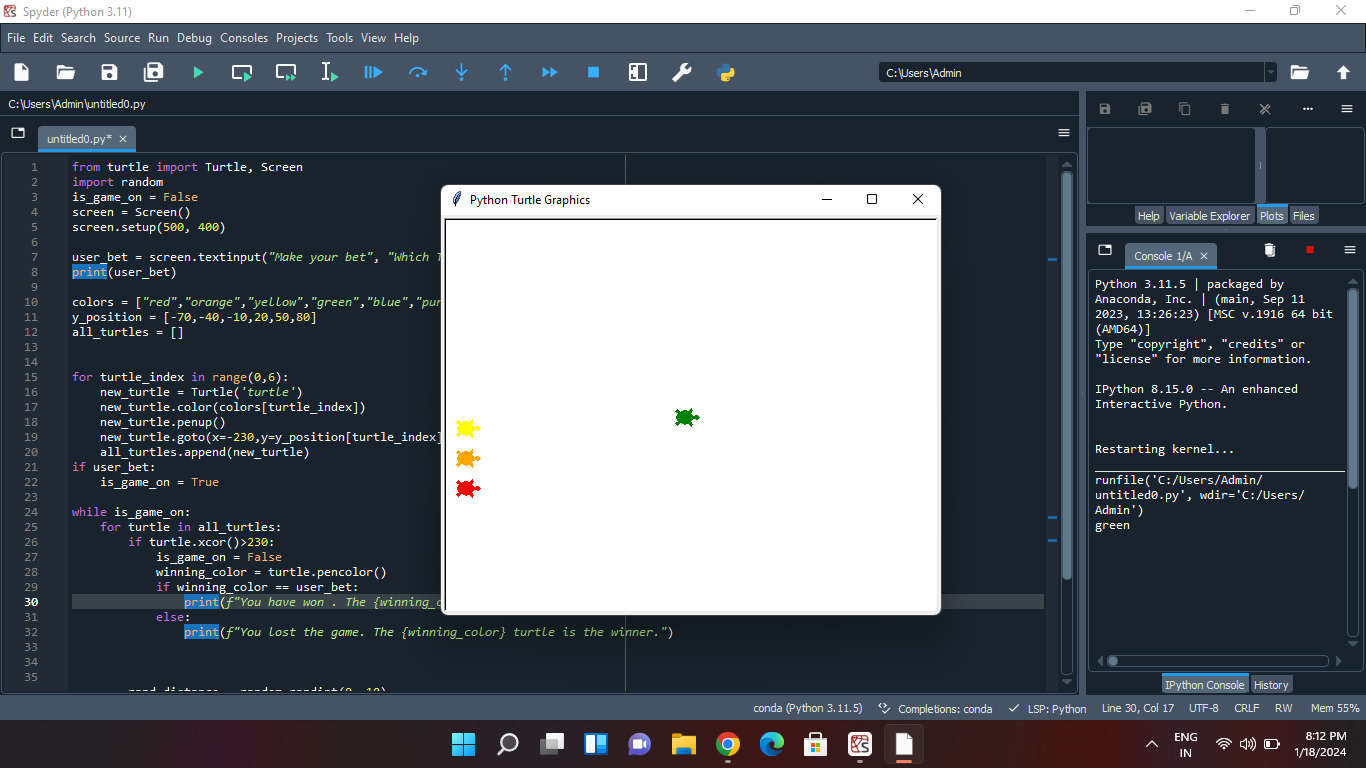 Spyder (Python 3.11)
File Edit Search Source Run Debug Consoles Projects Tools View Help
C:\Users\Admin
C:\Users\Admin\untitled0.py
untitled0.py*
1 from turtle import Turtle, Screen
2 import random
3 is_game_on = False
4 screen = Screen()
5 screen.setup(500, 400)
6
7 user_bet = screen.textinput("Make your bet", "Which T
8 print(user_bet)
9
10 colors = ["red","orange","yellow","green","blue","pur
11 y_position = [-70,-40,-10,20,50,80]
12 all_turtles = []
13
14
15 for turtle_index in range(0,6):
16 new_turtle = Turtle('turtle')
17 new_turtle.color(colors[turtle_index])
18 new_turtle.penup()
19 new_turtle.goto(x=-230,y=y_position[turtle_index]
20 all_turtles.append(new_turtle)
21 if user_bet:
22 is_game_on = True
23
24 while is_game_on:
25 for turtle in all_turtles:
26 if turtle.xcor()>230:
27 is_game_on = False
28 winning_color = turtle.pencolor()
29 if winning_color == user_bet:
30 print(f"You have won . The {winning_c
31 else:
32 print(f"You lost the game. The {winning_color} turtle is the winner.")
33
34
35
Python Turtle Graphics
Help Variable Explorer Plots Files
Console 1/A
Python 3.11.5 | packaged by
Anaconda, Inc. | (main, Sep 11
2023, 13:26:23) [MSC v.1916 64 bit
(AMD64)]
Type "copyright", "credits" or
"license" for more information.
IPython 8.15.0 -- An enhanced
Interactive Python.
Restarting kernel...
runfile('C:/Users/Admin/
untitled0.py', wdir='C:/Users/
Admin')
green
IPython Console History
conda (Python 3.11.5) Completions: conda LSP: Python Line 30, Col 17 UTF-8 CRLF RW Mem 55%
ENG
IN
8:12 PM
1/18/2024